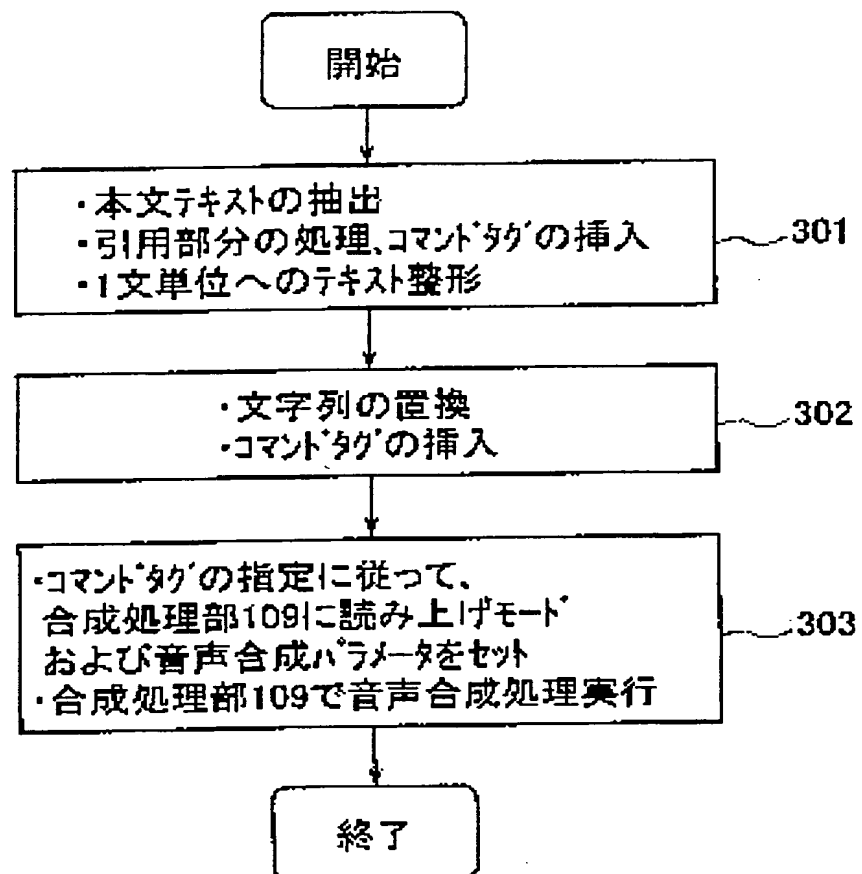 開始
・本文テキストの抽出
・引用部分の処理、コマンドタグの挿入
・1文単位へのテキスト整形
301
・文字列の置換
・コマンドタグの挿入
302
・コマンドタグの指定に従って、
合成処理部109に読み上げモード
および音声合成パラメータをセット
・合成処理部109で音声合成処理実行
303
終了